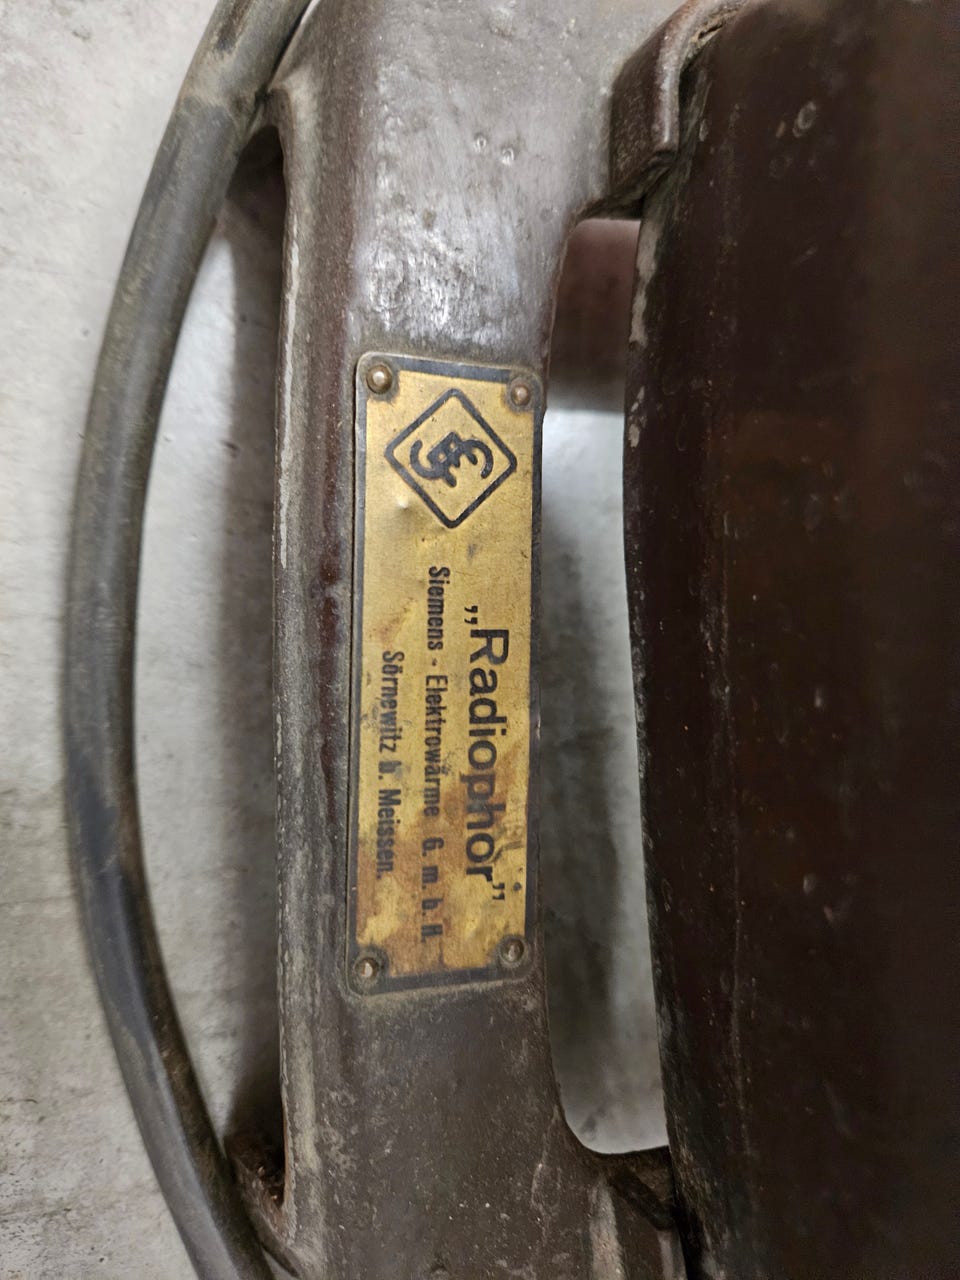 „Radiophor”
Siemens - Elektrowärme G. m. b. H.
Sörnewitz b. Meissen.